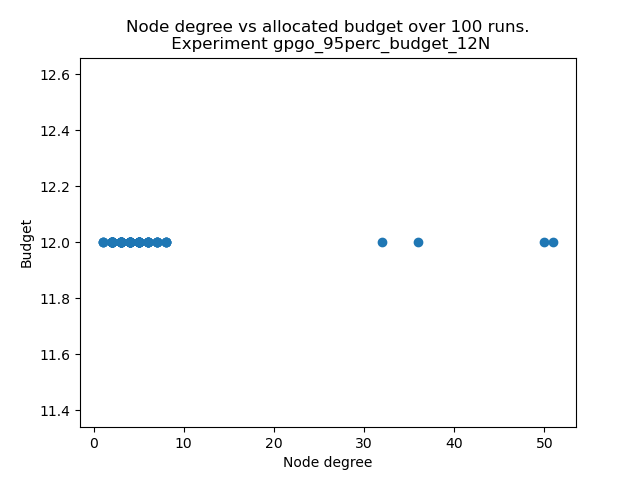 Node degree vs allocated budget over 100 runs.
Experiment gpgo_95perc_budget_12N
12.6
12.4
12.2
12.0
11.8
11.6
11.4
Budget
0 10 20 30 40 50
Node degree